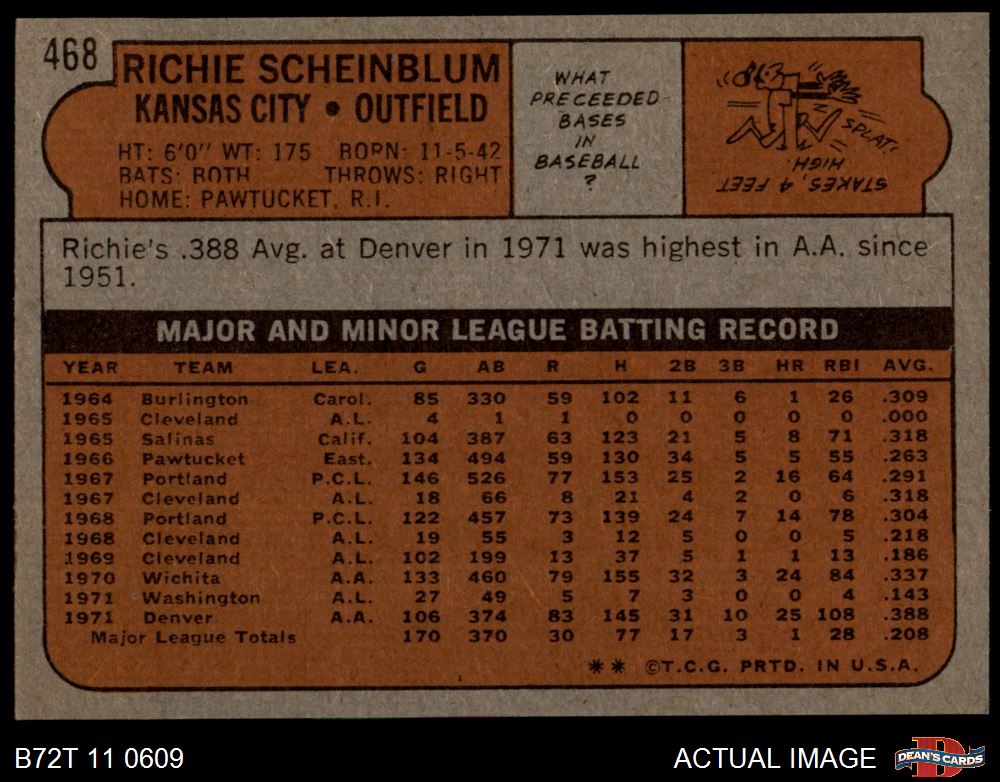 468
RICHIE SCHEINBLUM
KANSAS CITY • OUTFIELD
HT: 6'0" WT: 175 BORN: 11-5-42
BATS: BOTH THROWS: RIGHT
HOME: PAWTUCKET, R.I.
WHAT
PRECEEDED
BASES
IN
BASEBALL
?
STAKES, 4 FEET
HIGH
SPLAT!
Richie's .388 Avg. at Denver in 1971 was highest in A.A. since
1951.
MAJOR AND MINOR LEAGUE BATTING RECORD
YEAR TEAM LEA. G AB R H 2B 3B HR RBI AVG.
1964 Burlington Carol. 85 330 59 102 11 6 1 26 .309
1965 Cleveland A.L. 4 1 1 0 0 0 0 0 .000
1965 Salinas Calif. 104 387 63 123 21 5 8 71 .318
1966 Pawtucket East. 134 494 59 130 34 5 5 55 .263
1967 Portland P.C.L. 146 526 77 153 25 2 16 64 .291
1967 Cleveland A.L. 18 66 8 21 4 2 0 6 .318
1968 Portland P.C.L. 122 457 73 139 24 7 14 78 .304
1968 Cleveland A.L. 19 55 3 12 5 0 0 5 .218
1969 Cleveland A.L. 102 199 13 37 5 1 1 13 .186
1970 Wichita A.A. 133 460 79 155 32 3 24 84 .337
1971 Washington A.L. 27 49 5 7 3 0 0 4 .143
1971 Denver A.A. 106 374 83 145 31 10 25 108 .388
Major League Totals 170 370 30 77 17 3 1 28 .208
** ©T.C.G. PRTD. IN U.S.A.
B72T 11 0609
ACTUAL IMAGE
D
DEAN'S CARDS